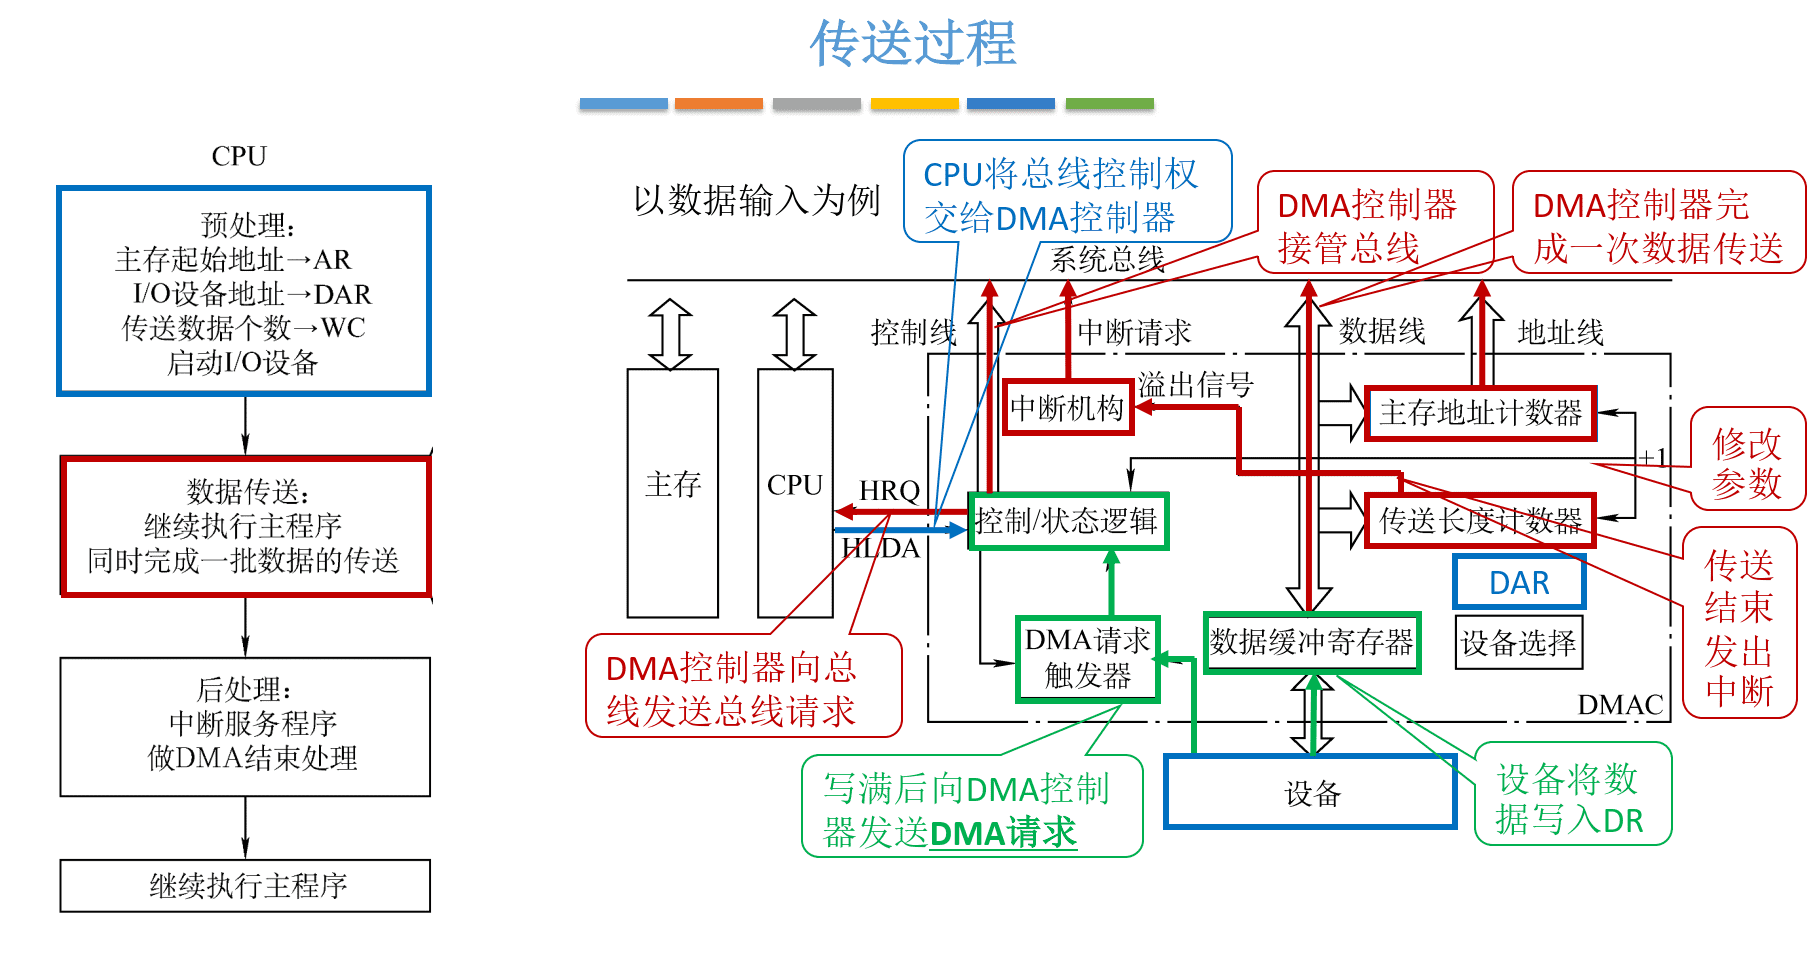 传送过程
CPU
预处理：
主存起始地址→AR
I/O设备地址→DAR
传送数据个数→WC
启动I/O设备
数据传送：
继续执行主程序
同时完成一批数据的传送
后处理：
中断服务程序
做DMA结束处理
继续执行主程序
以数据输入为例
CPU将总线控制权
交给DMA控制器
DMA控制器
接管总线
DMA控制器完
成一次数据传送
系统总线
控制线
中断请求
数据线
地址线
溢出信号
中断机构
主存地址计数器
+1
修改
参数
主存
CPU
HRQ
HLDA
控制/状态逻辑
传送长度计数器
DAR
设备选择
传送
结束
发出
中断
DMA请求
触发器
数据缓冲寄存器
DMAC
DMA控制器向总
线发送总线请求
写满后向DMA控制
器发送DMA请求
设备
设备将数
据写入DR